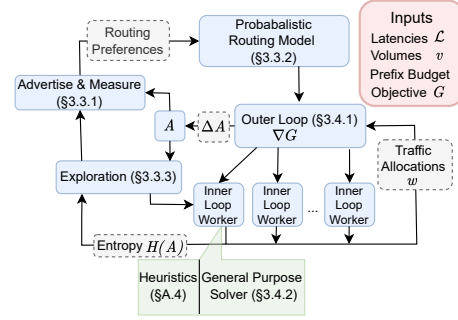 Routing
Preferences
Probabalistic
Routing Model
(§3.3.2)
Inputs
Latencies 𝓛
Volumes v
Prefix Budget
Objective G
Advertise & Measure
(§3.3.1)
A
ΔA
Outer Loop (§3.4.1)
∇G
Traffic
Allocations
w
Exploration (§3.3.3)
Inner
Loop
Worker
Inner
Loop
Worker
...
Inner
Loop
Worker
Entropy H(A)
Heuristics
(§A.4)
General Purpose
Solver (§3.4.2)